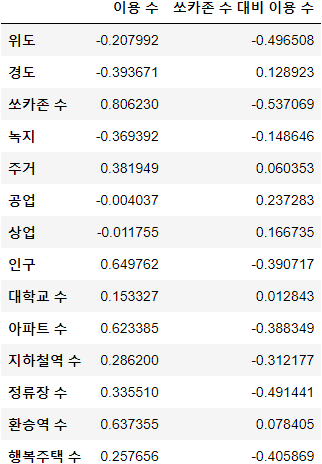 이용 수 쏘카존 수 대비 이용 수
위도 -0.207992 -0.496508
경도 -0.393671 0.128923
쏘카존 수 0.806230 -0.537069
녹지 -0.369392 -0.148646
주거 0.381949 0.060353
공업 -0.004037 0.237283
상업 -0.011755 0.166735
인구 0.649762 -0.390717
대학교 수 0.153327 0.012843
아파트 수 0.623385 -0.388349
지하철역 수 0.286200 -0.312177
정류장 수 0.335510 -0.491441
환승역 수 0.637355 0.078405
행복주택 수 0.257656 -0.405869